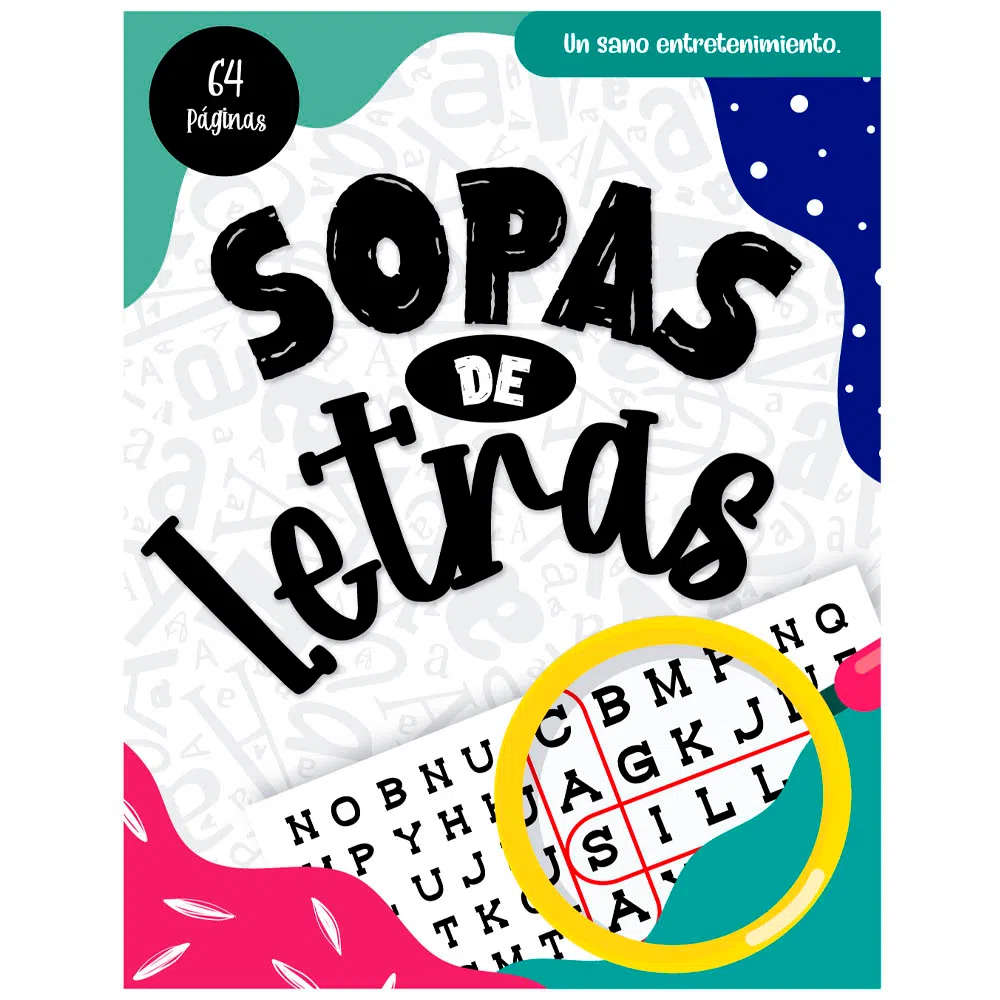 Un sano entretenimiento.
64
Páginas
SOPAS
DE
letras
C B M P N Q
N O B N U A G K J
P Y H U S I L L
U J A
T K
M T